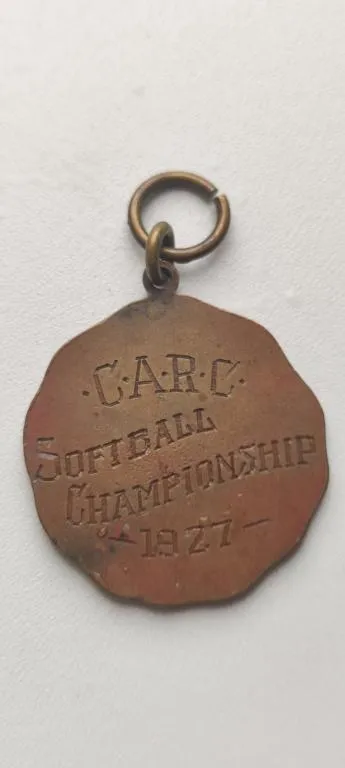 ·C·A·R·C·
SOFTBALL
CHAMPIONSHIP
-1927-